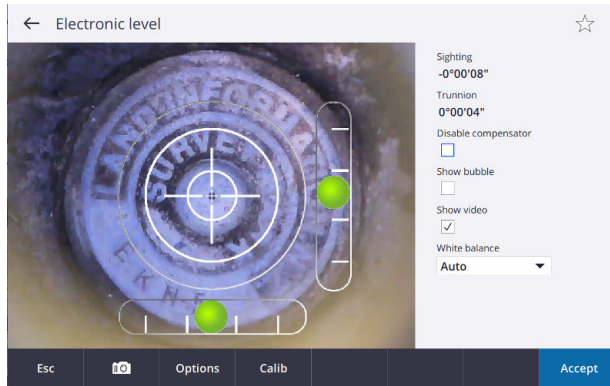 Electronic level
Sighting
-0°00'08"
Trunnion
0°00'04"
Disable compensator
Show bubble
Show video
White balance
Auto
Esc
Options
Calib
Accept